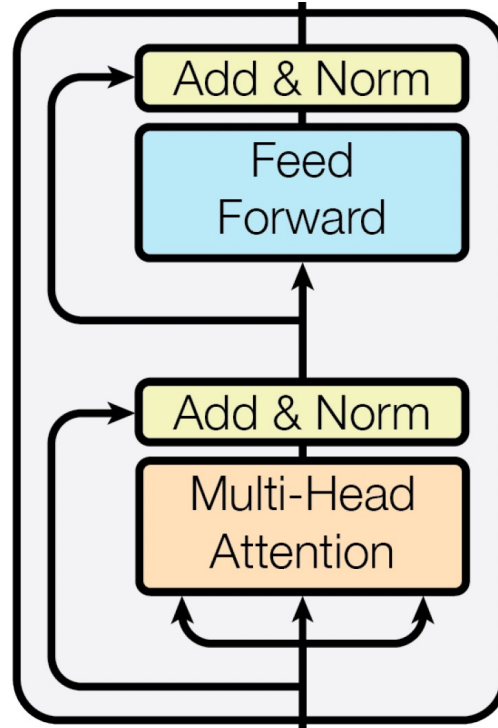 Add & Norm
Feed
Forward
Add & Norm
Multi-Head
Attention